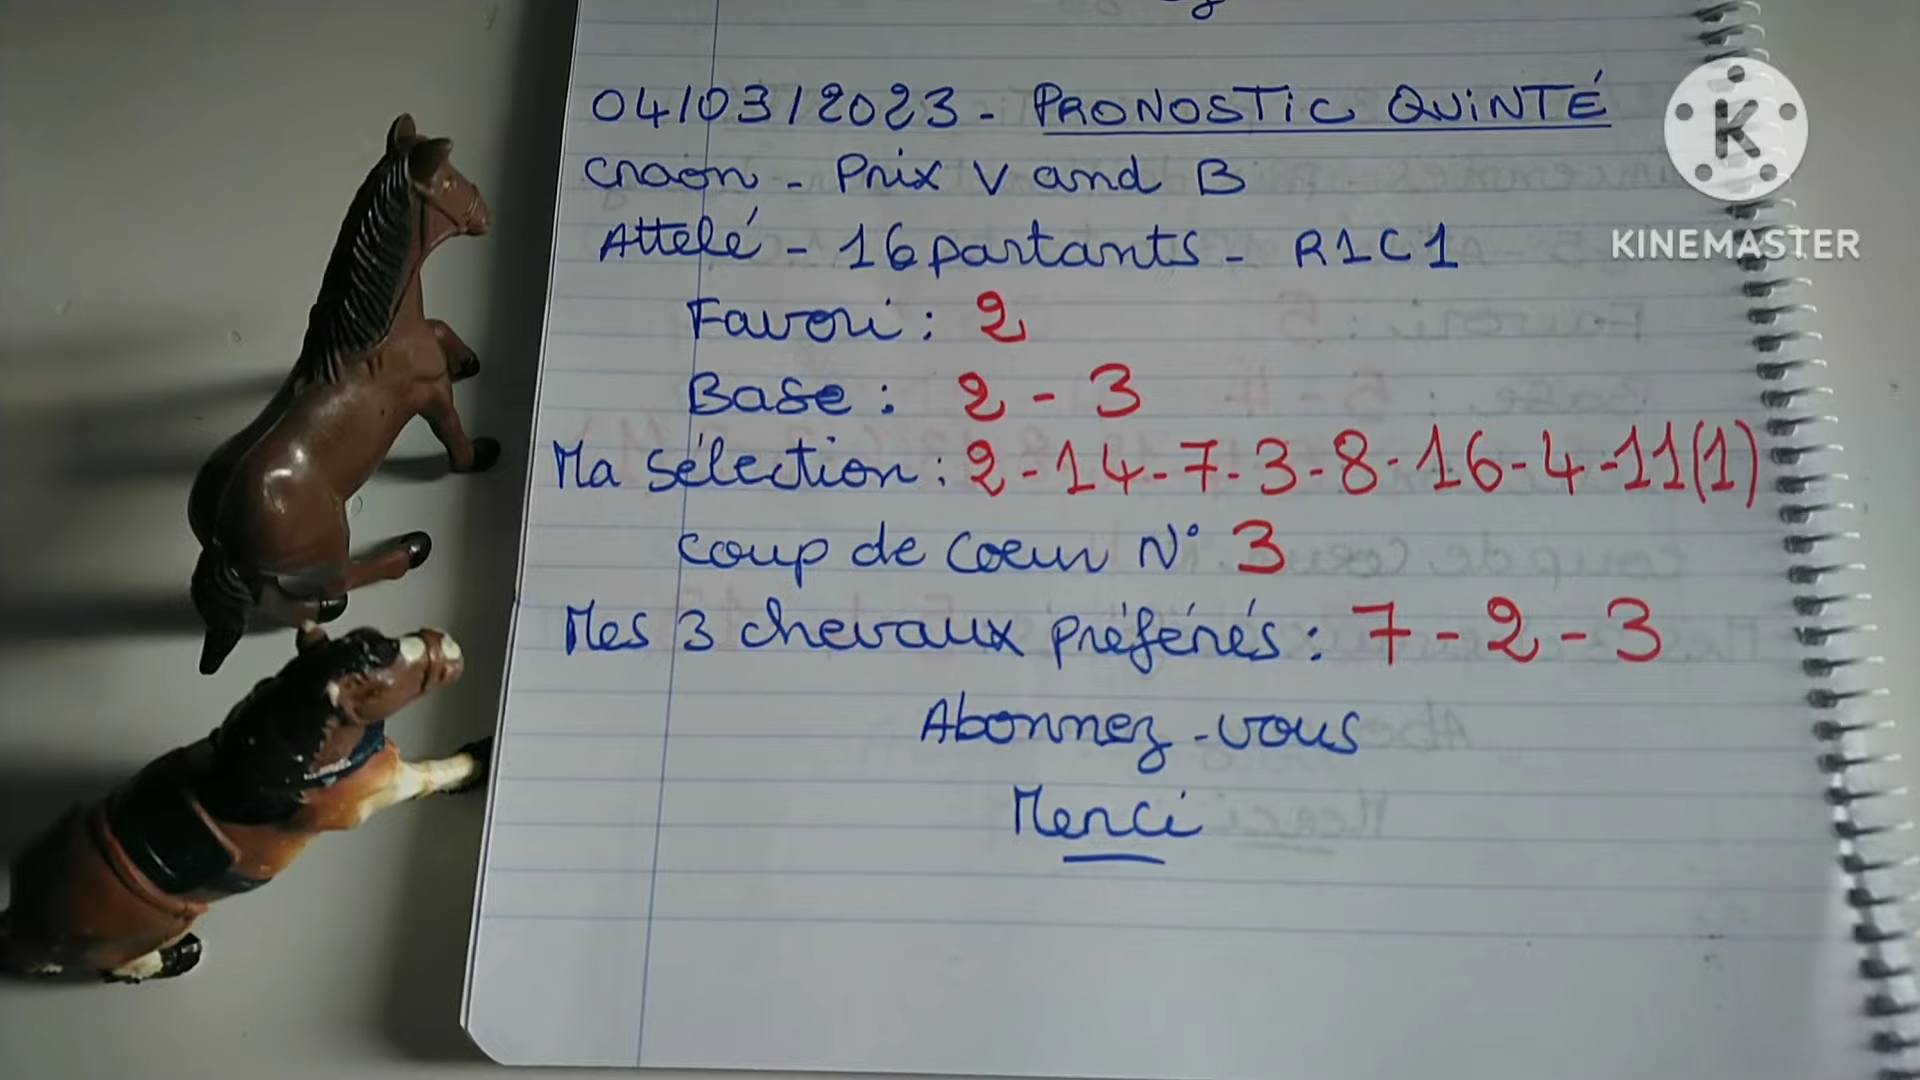 04/03/2023 - PRONOSTIC QUINTÉ
Craon - Prix V and B
Attelé - 16 partants - R1C1
Favori : 2
Base : 2 - 3
Ma sélection : 2 - 14 - 7 - 3 - 8 - 16 - 4 - 11 (1)
Coup de Coeur N° 3
Mes 3 chevaux préférés : 7 - 2 - 3
Abonnez-vous
Merci
K
KINEMASTER